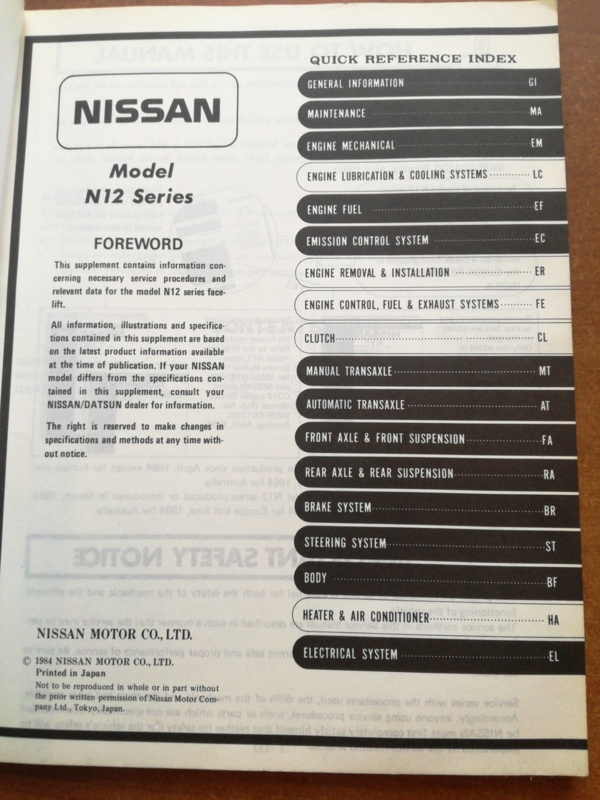 NISSAN
Model
N12 Series
FOREWORD
This supplement contains information con-
cerning necessary service procedures and
relevant data for the model N12 series face-
lift.
All information, illustrations and specifica-
tions contained in this supplement are based
on the latest product information available
at the time of publication. If your NISSAN
model differs from the specifications con-
tained in this supplement, consult your
NISSAN/DATSUN dealer for information.
The right is reserved to make changes in
specifications and methods at any time with-
out notice.
NISSAN MOTOR CO., LTD.
© 1984 NISSAN MOTOR CO., LTD.
Printed in Japan
Not to be reproduced in whole or in part without
the prior written permission of Nissan Motor Com-
pany Ltd., Tokyo, Japan.
QUICK REFERENCE INDEX
GENERAL INFORMATION GI
MAINTENANCE MA
ENGINE MECHANICAL EM
ENGINE LUBRICATION & COOLING SYSTEMS LC
ENGINE FUEL EF
EMISSION CONTROL SYSTEM EC
ENGINE REMOVAL & INSTALLATION ER
ENGINE CONTROL, FUEL & EXHAUST SYSTEMS FE
CLUTCH CL
MANUAL TRANSAXLE MT
AUTOMATIC TRANSAXLE AT
FRONT AXLE & FRONT SUSPENSION FA
REAR AXLE & REAR SUSPENSION RA
BRAKE SYSTEM BR
STEERING SYSTEM ST
BODY BF
HEATER & AIR CONDITIONER HA
ELECTRICAL SYSTEM EL